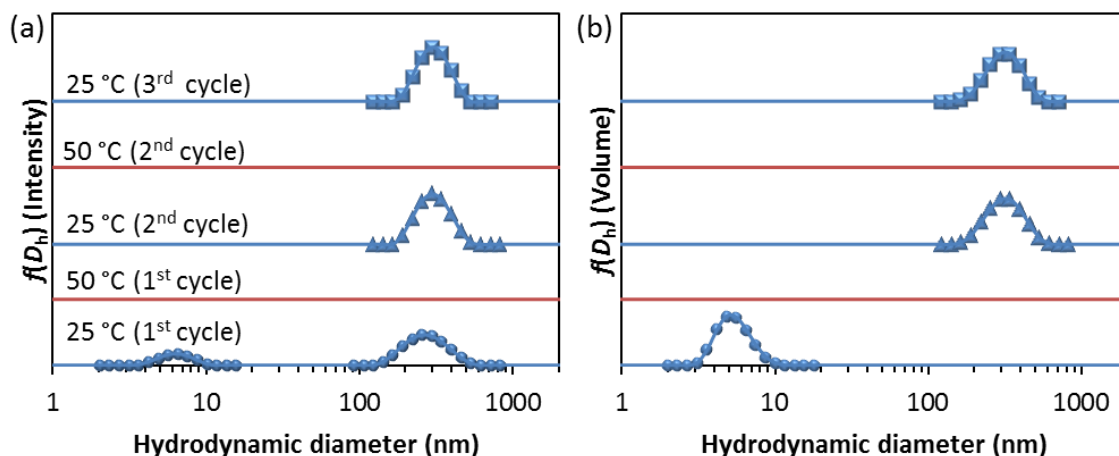 (a)
f(Dh) (Intensity)
25 °C (3rd cycle)
50 °C (2nd cycle)
25 °C (2nd cycle)
50 °C (1st cycle)
25 °C (1st cycle)
1 10 100 1000
Hydrodynamic diameter (nm)
(b)
f(Dh) (Volume)
1 10 100 1000
Hydrodynamic diameter (nm)